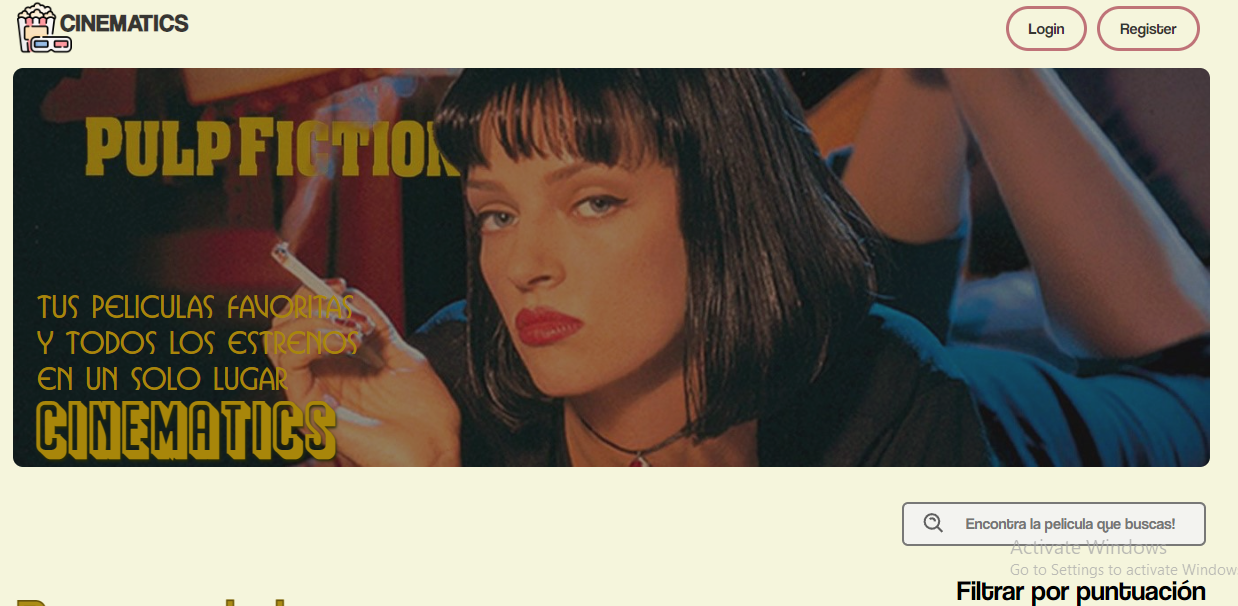 CINEMATICS
Login
Register
PULP FICTION
TUS PELICULAS FAVORITAS
Y TODOS LOS ESTRENOS
EN UN SOLO LUGAR
CINEMATICS
Encontra la pelicula que buscas!
Activate Windows
Go to Settings to activate Windows
Filtrar por puntuación